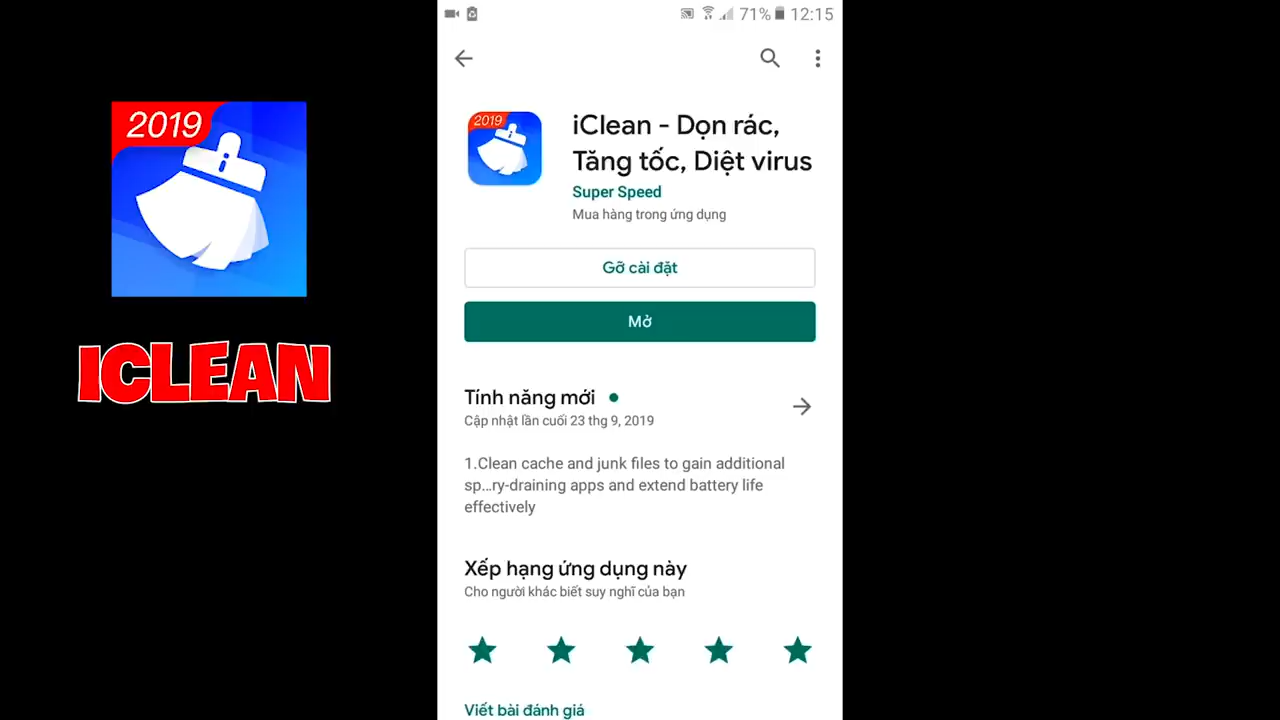 2019
ICLEAN
71% 12:15
2019
iClean - Dọn rác,
Tăng tốc, Diệt virus
Super Speed
Mua hàng trong ứng dụng
Gỡ cài đặt
Mở
Tính năng mới
Cập nhật lần cuối 23 thg 9, 2019
1.Clean cache and junk files to gain additional
sp...ry-draining apps and extend battery life
effectively
Xếp hạng ứng dụng này
Cho người khác biết suy nghĩ của bạn
Viết bài đánh giá